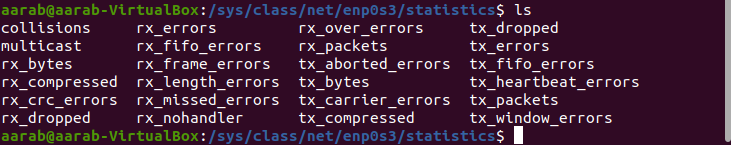 aarab@aarab-VirtualBox:/sys/class/net/enp0s3/statistics$ ls
collisions rx_errors rx_over_errors tx_dropped
multicast rx_fifo_errors rx_packets tx_errors
rx_bytes rx_frame_errors tx_aborted_errors tx_fifo_errors
rx_compressed rx_length_errors tx_bytes tx_heartbeat_errors
rx_crc_errors rx_missed_errors tx_carrier_errors tx_packets
rx_dropped rx_nohandler tx_compressed tx_window_errors
aarab@aarab-VirtualBox:/sys/class/net/enp0s3/statistics$